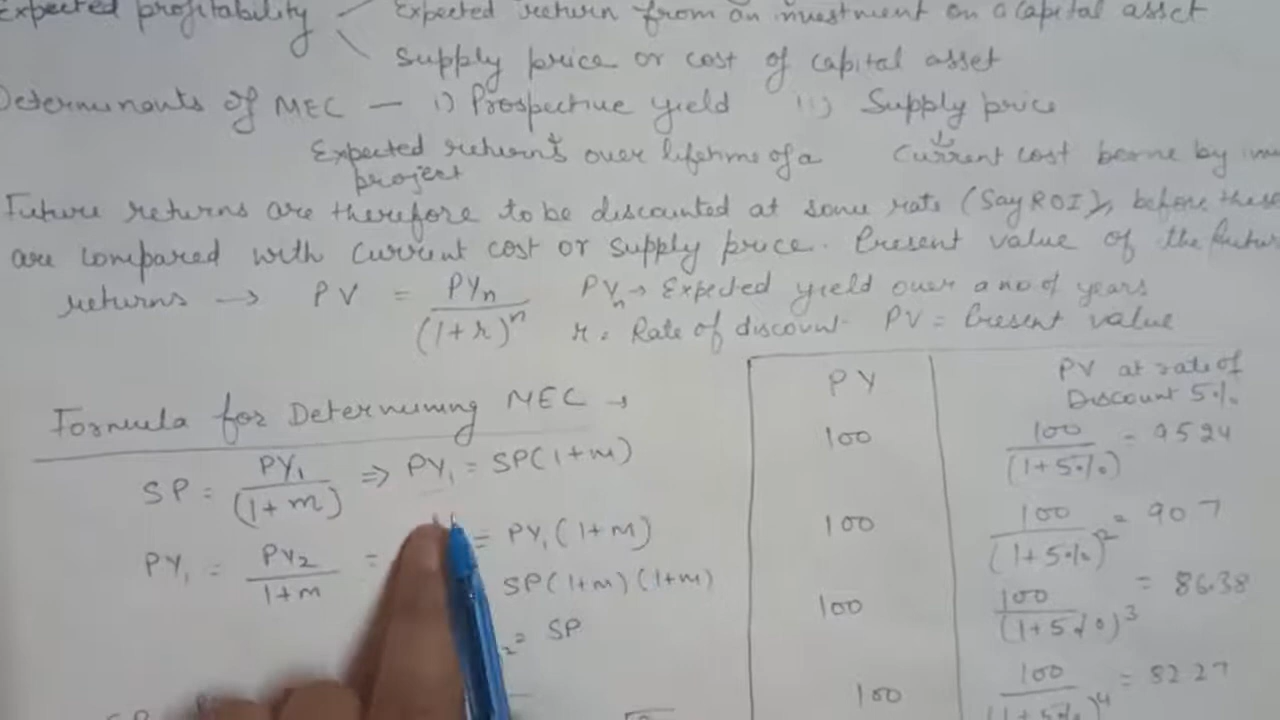 Expected profitability Expected return from an investment on a capital asset
Supply price or cost of capital asset
Determinants of MEC — i) Prospective yield ii) Supply price
Expected returns over lifetime of a project
Current cost borne by
Future returns are therefore to be discounted at some rate (Say ROI), before these
are compared with current cost or supply price. Present value of the future
returns → PV = PYn / (1+r)^n PYn → Expected yield over a no of years
r = Rate of discount. PV = Present value
Formula for Determining MEC →
SP = PY₁ / (1+m) ⇒ PY₁ = SP(1+m)
PY₁ = PY₂ / 1+m = = PY₁(1+m)
SP(1+m)(1+m)
₂ = SP
PY PV at rate of Discount 5%
100 100 / (1+5%) = 9524
100 100 / (1+5%)² = 907
100 100 / (1+5%)³ = 86.38
100 100 / (1+5%)⁴ = 82 27